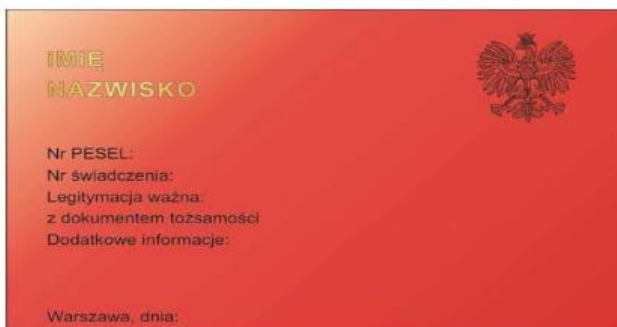 IMIĘ
NAZWISKO
Nr PESEL:
Nr świadczenia:
Legitymacja ważna:
z dokumentem tożsamości
Dodatkowe informacje:
Warszawa, dnia: